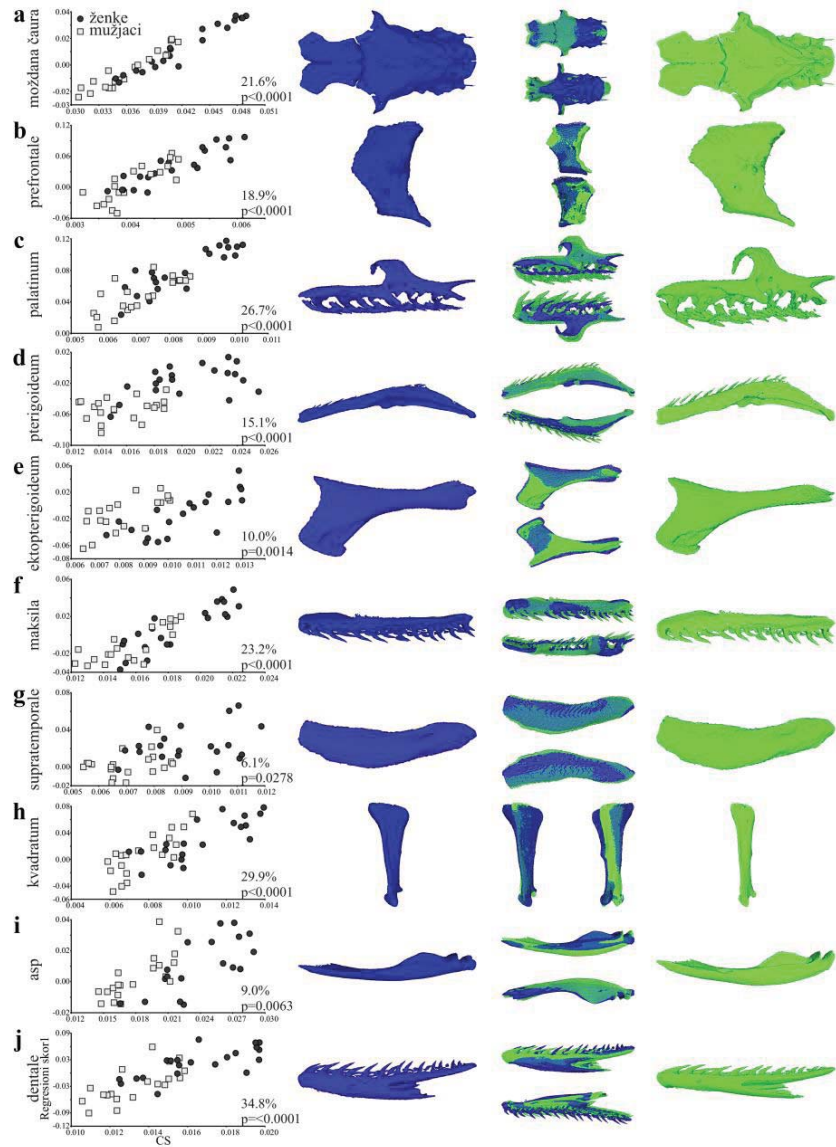 a
ženke
mužjaci
moždana čaura
0.04
0.02
0.00
-0.01
-0.03
21.6%
p<0.0001
0.030 0.033 0.036 0.039 0.042 0.045 0.048 0.051
b
prefrontale
0.12
0.06
0.00
-0.06
18.9%
p<0.0001
0.003 0.004 0.005 0.006
c
palatinum
0.12
0.08
0.04
0.00
26.7%
p<0.0001
0.005 0.006 0.007 0.008 0.009 0.010 0.011
d
pterigoideum
0.02
-0.02
-0.06
-0.10
15.1%
p<0.0001
0.012 0.014 0.016 0.018 0.020 0.022 0.024 0.026
e
ektopterigoideum
0.06
0.02
-0.04
-0.08
10.0%
p=0.0014
0.006 0.007 0.008 0.009 0.010 0.011 0.012 0.013
f
maksila
0.06
0.02
-0.02
-0.04
23.2%
p<0.0001
0.012 0.014 0.016 0.018 0.020 0.022 0.024
g
supratemporale
0.08
0.04
0.00
-0.02
6.1%
p=0.0278
0.005 0.006 0.007 0.008 0.009 0.010 0.011 0.012
h
kvadratum
0.08
0.04
0.00
-0.04
29.9%
p<0.0001
0.004 0.006 0.008 0.010 0.012 0.014
i
asp
0.04
0.02
0.00
-0.02
9.0%
p=0.0063
0.012 0.015 0.018 0.021 0.024 0.027 0.030
j
dentale
Regresioni skor1
0.09
0.03
-0.03
-0.09
-0.12
34.8%
p=<0.0001
0.010 0.012 0.014 0.016 0.018 0.020
CS